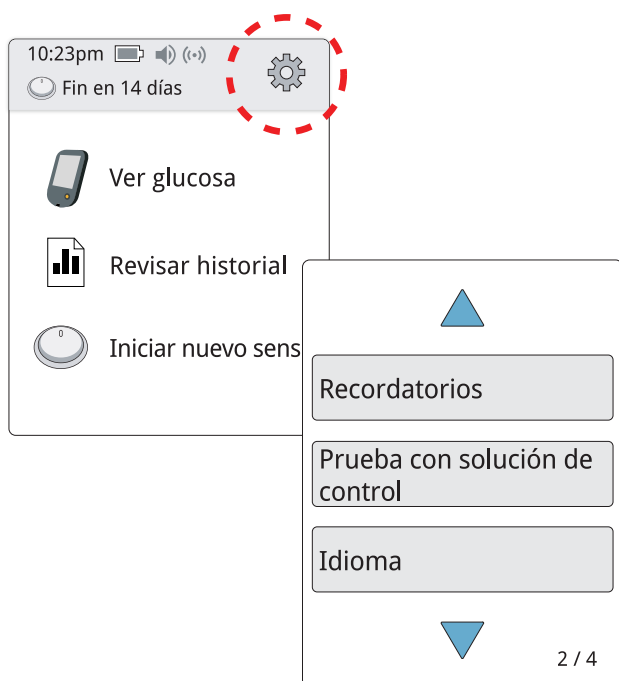 10:23pm
Fin en 14 días
Ver glucosa
Revisar historial
0
Iniciar nuevo sens
Recordatorios
Prueba con solución de
control
Idioma
2 / 4